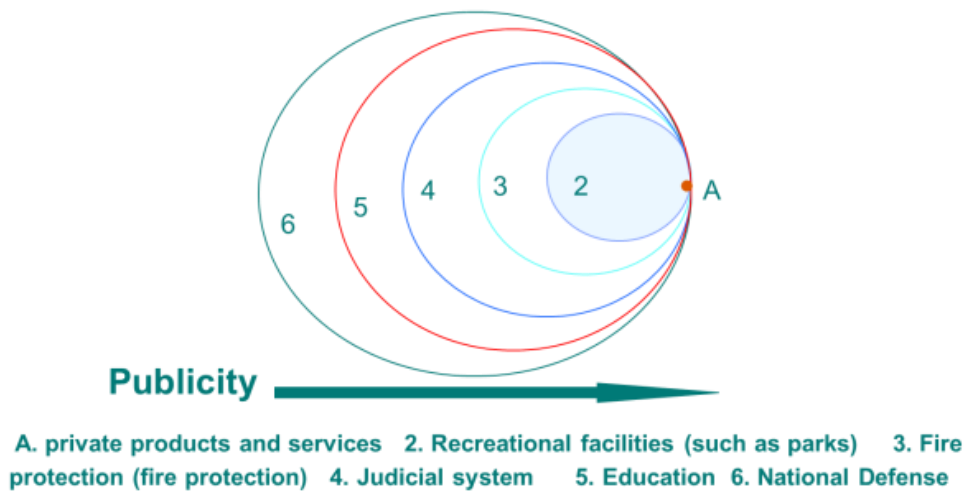 6 5 4 3 2 A
Publicity
A. private products and services 2. Recreational facilities (such as parks) 3. Fire
protection (fire protection) 4. Judicial system 5. Education 6. National Defense